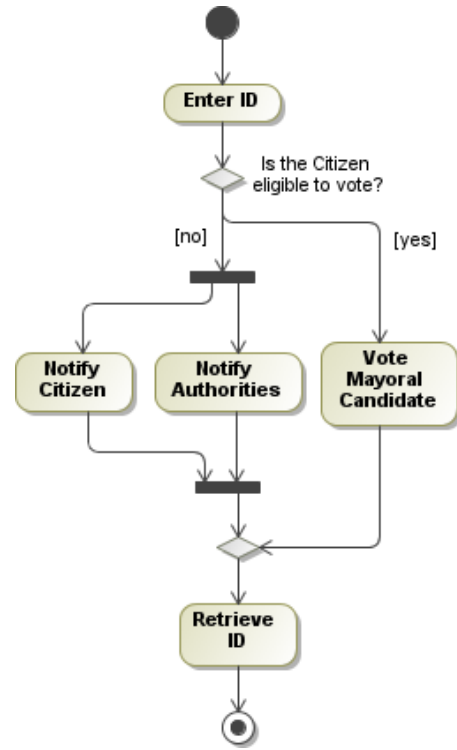 Enter ID
Is the Citizen
eligible to vote?
[no]
[yes]
Notify
Citizen
Notify
Authorities
Vote
Mayoral
Candidate
Retrieve
ID